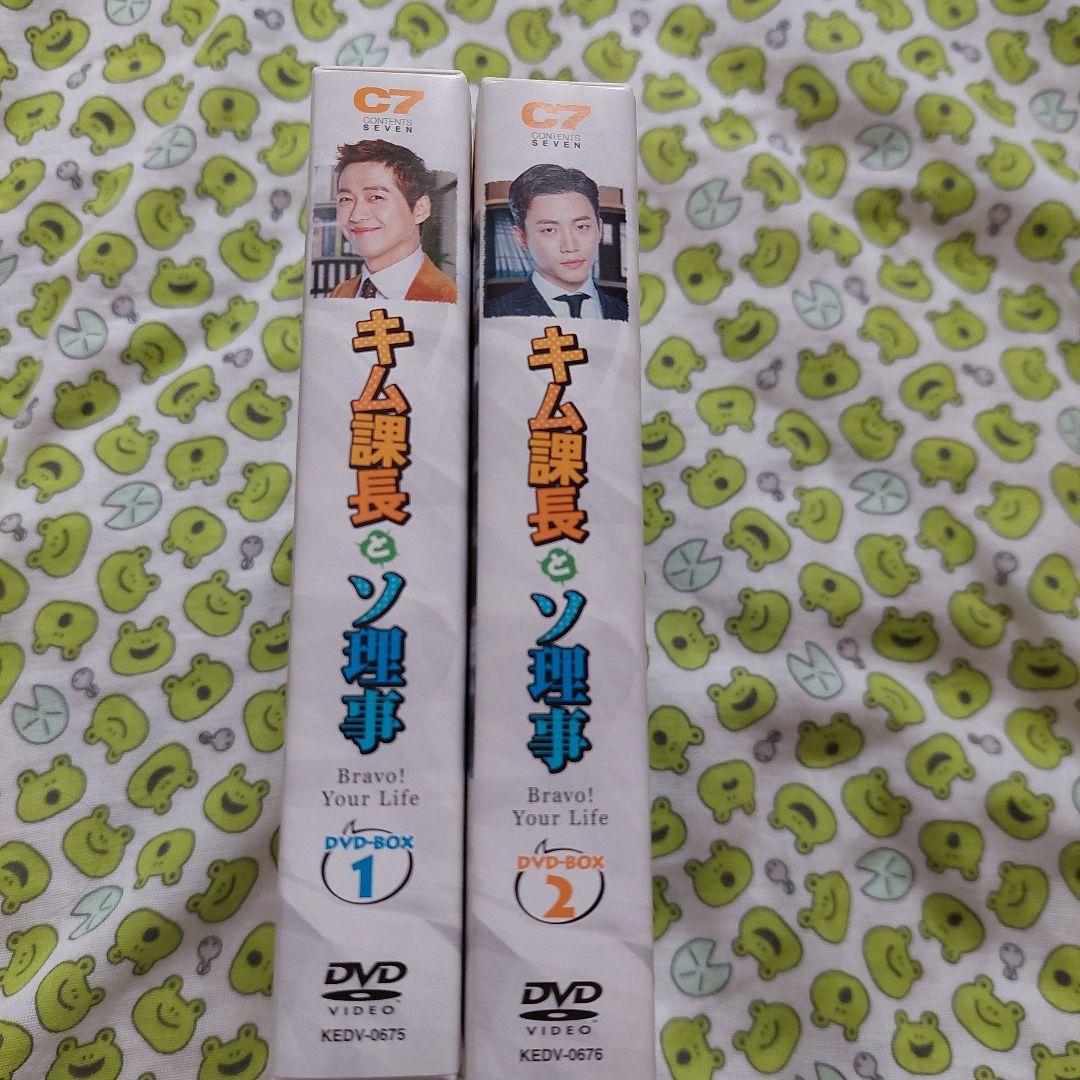 C7
CONTENTS
SEVEN
キム課長とソ理事
Bravo!
Your Life
DVD-BOX
1
DVD
VIDEO™
KEDV-0675
C7
CONTENTS
SEVEN
キム課長とソ理事
Bravo!
Your Life
DVD-BOX
2
DVD
VIDEO™
KEDV-0676